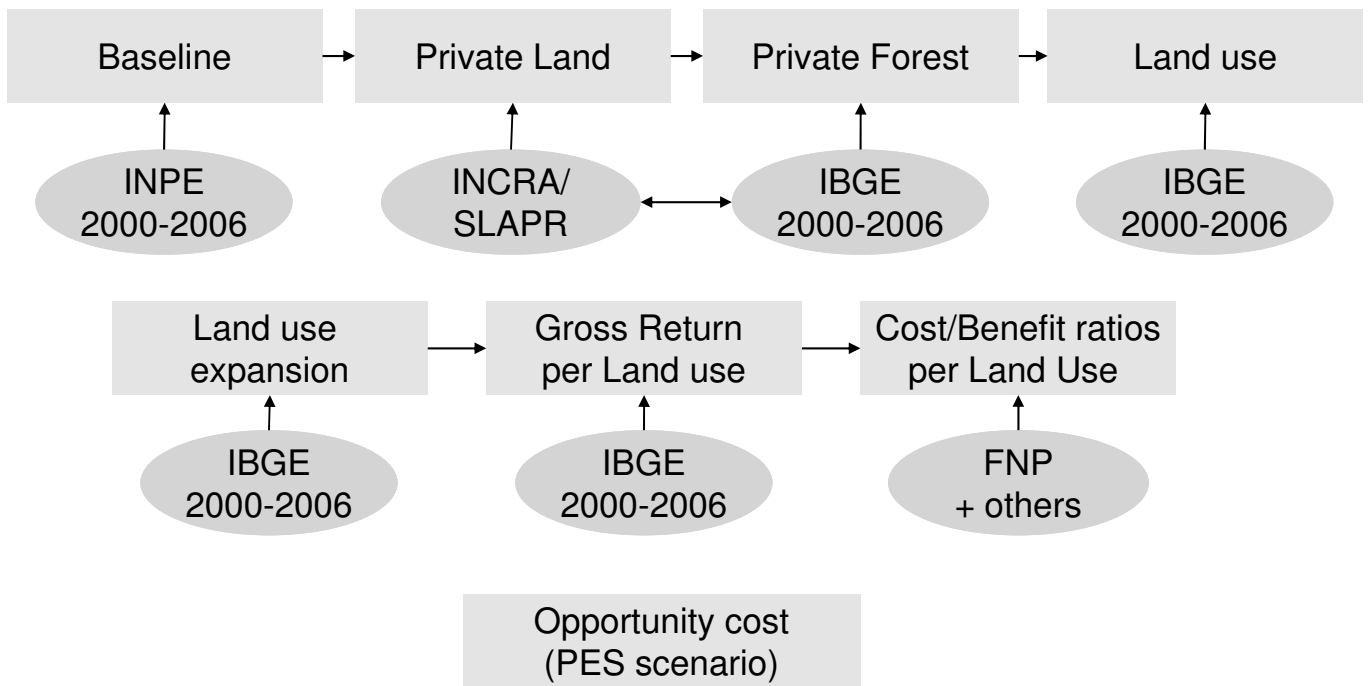 Baseline
Private Land
Private Forest
Land use
INPE
2000-2006
INCRA/
SLAPR
IBGE
2000-2006
IBGE
2000-2006
Land use
expansion
Gross Return
per Land use
Cost/Benefit ratios
per Land Use
IBGE
2000-2006
IBGE
2000-2006
FNP
+ others
Opportunity cost
(PES scenario)